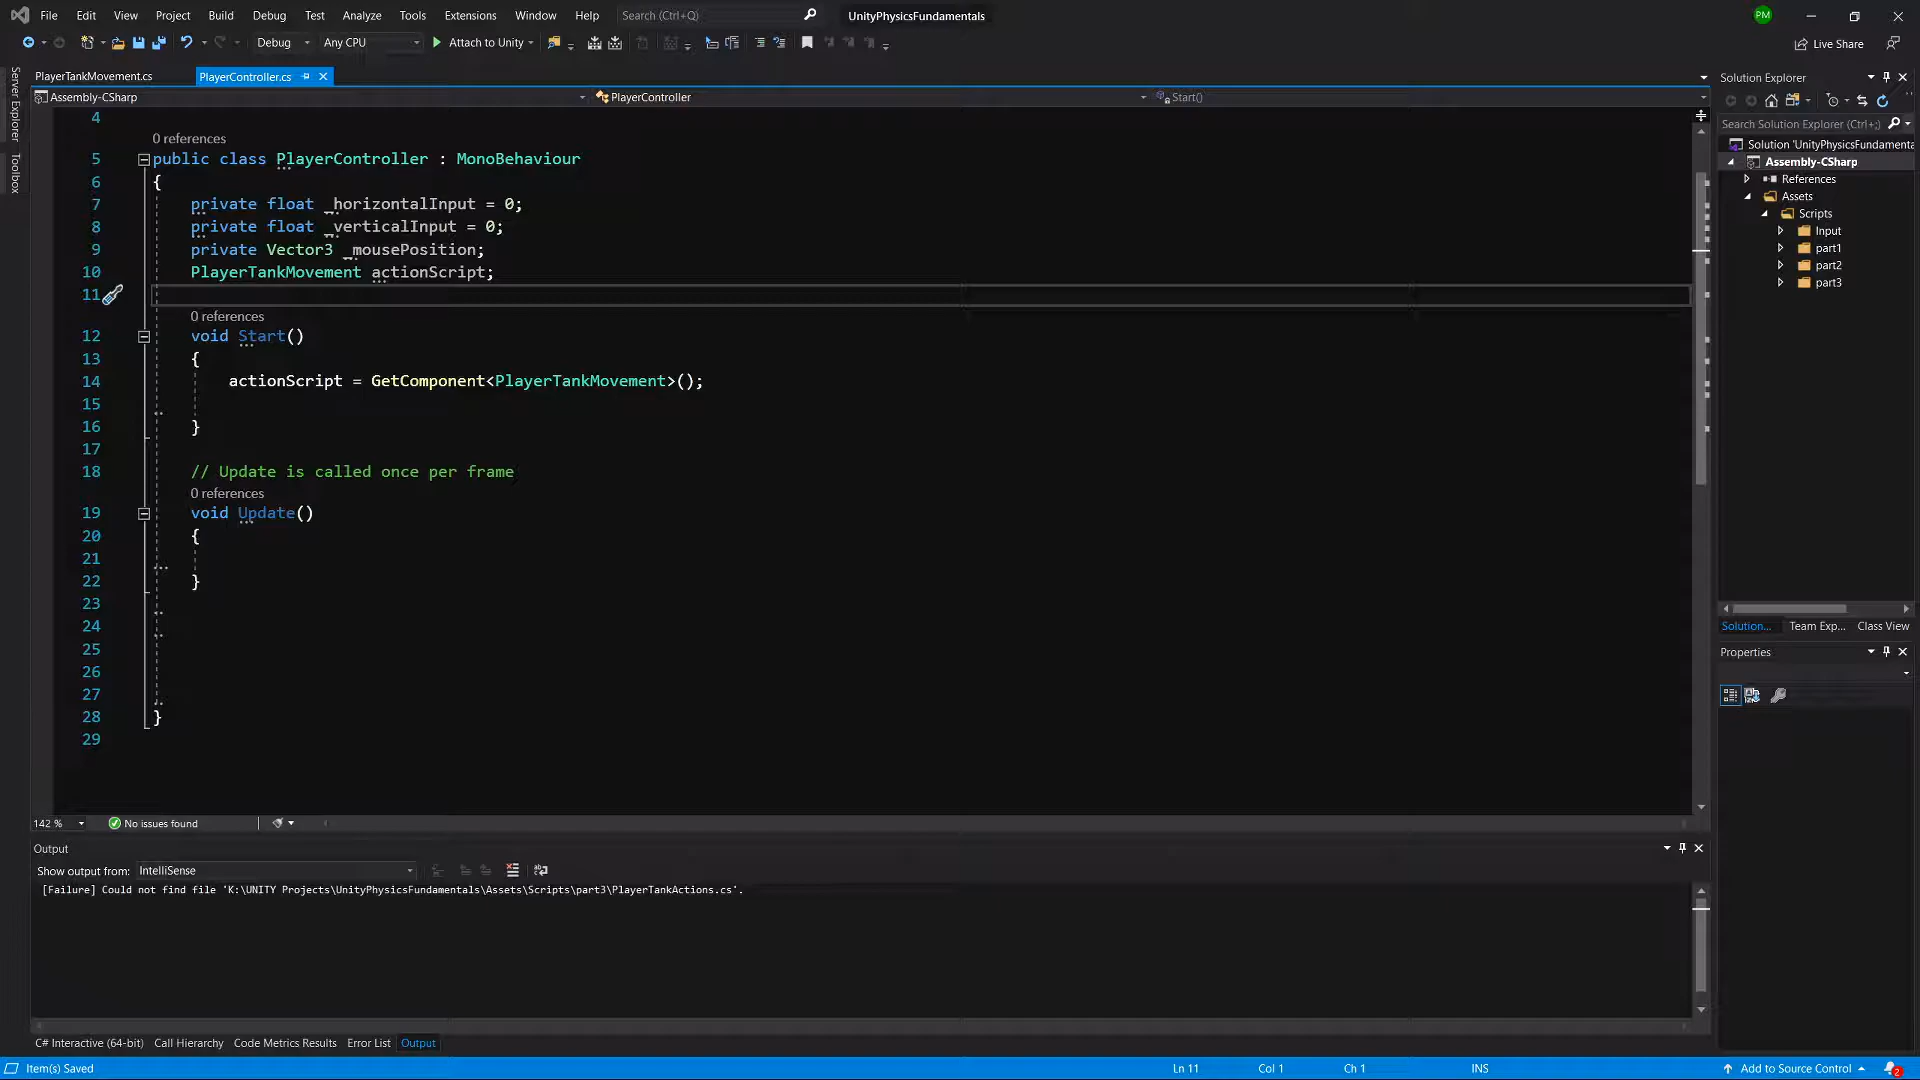 File Edit View Project Build Debug Test Analyze Tools Extensions Window Help Search (Ctrl+Q) UnityPhysicsFundamentals PM
Debug Any CPU Attach to Unity Live Share
Server Explorer
Toolbox
PlayerTankMovement.cs PlayerController.cs
Assembly-CSharp PlayerController Start()
4
0 references
5 public class PlayerController : MonoBehaviour
6 {
7 private float _horizontalInput = 0;
8 private float _verticalInput = 0;
9 private Vector3 _mousePosition;
10 PlayerTankMovement actionScript;
11
0 references
12 void Start()
13 {
14 actionScript = GetComponent<PlayerTankMovement>();
15
16 }
17
18 // Update is called once per frame
0 references
19 void Update()
20 {
21
22 }
23
24
25
26
27
28 }
29
142 % No issues found
Output
Show output from: IntelliSense
[Failure] Could not find file 'K:\UNITY Projects\UnityPhysicsFundamentals\Assets\Scripts\part3\PlayerTankActions.cs'.
C# Interactive (64-bit) Call Hierarchy Code Metrics Results Error List Output
Item(s) Saved Ln 11 Col 1 Ch 1 INS Add to Source Control 2
Solution Explorer
Search Solution Explorer (Ctrl+;)
Solution 'UnityPhysicsFundamenta
Assembly-CSharp
References
Assets
Scripts
Input
part1
part2
part3
Solution... Team Exp... Class View
Properties